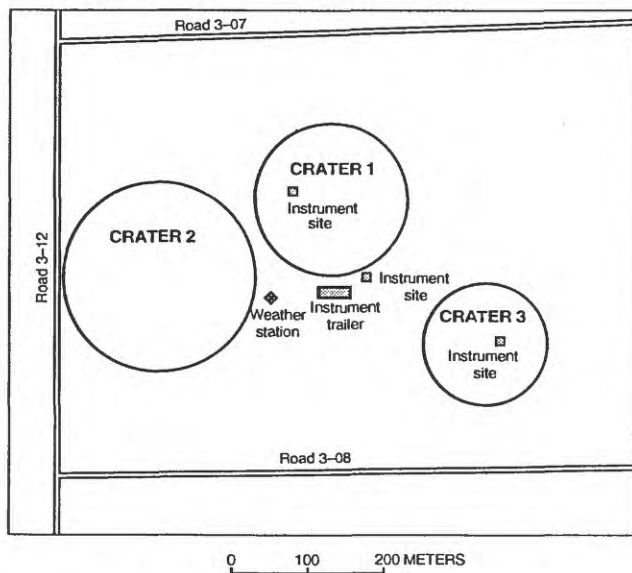 Road 3–07
CRATER 1
Instrument
site
CRATER 2
Road 3–12
Instrument
site
Weather
station
Instrument
trailer
CRATER 3
Instrument
site
Road 3–08
0 100 200 METERS